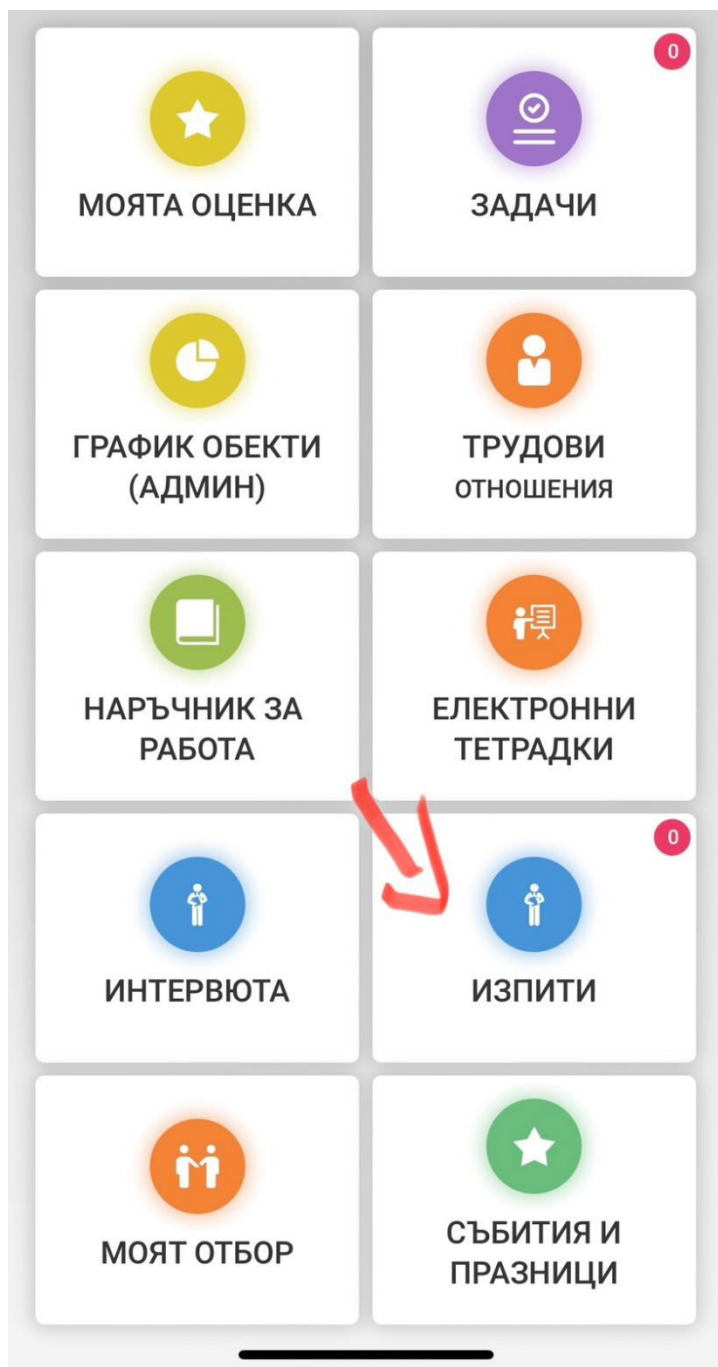 0
МОЯТА ОЦЕНКА
ЗАДАЧИ
ГРАФИК ОБЕКТИ
(АДМИН)
ТРУДОВИ
ОТНОШЕНИЯ
НАРЪЧНИК ЗА
РАБОТА
ЕЛЕКТРОННИ
ТЕТРАДКИ
0
ИНТЕРВЮТА
ИЗПИТИ
МОЯТ ОТБОР
СЪБИТИЯ И
ПРАЗНИЦИ